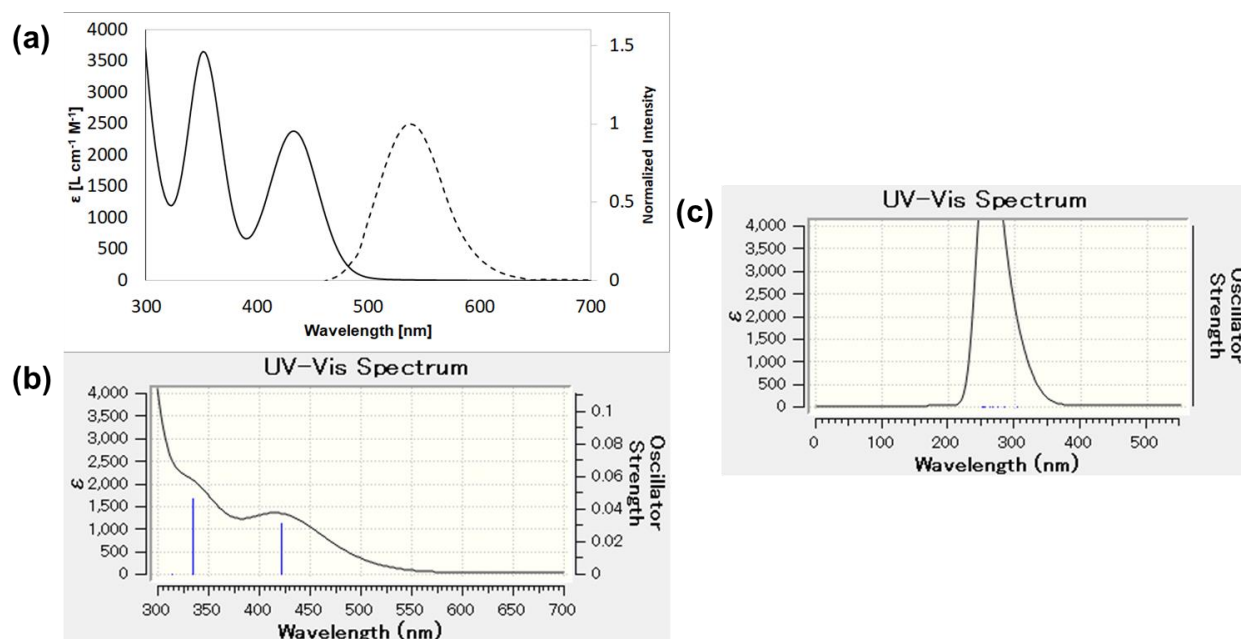 (a)
4000
3500
3000
2500
2000
1500
1000
500
0
ε [L cm⁻¹ M⁻¹]
1.5
1
0.5
0
Normalized Intensity
300 400 500 600 700
Wavelength [nm]
(b)
UV-Vis Spectrum
4,000
3,500
3,000
2,500
2,000
1,500
1,000
500
0
ε
0.1
0.08
0.06
0.04
0.02
0
Oscillator
Strength
300 350 400 450 500 550 600 650 700
Wavelength (nm)
(c)
UV-Vis Spectrum
4,000
3,500
3,000
2,500
2,000
1,500
1,000
500
0
ε
Oscillator
Strength
0 100 200 300 400 500
Wavelength (nm)